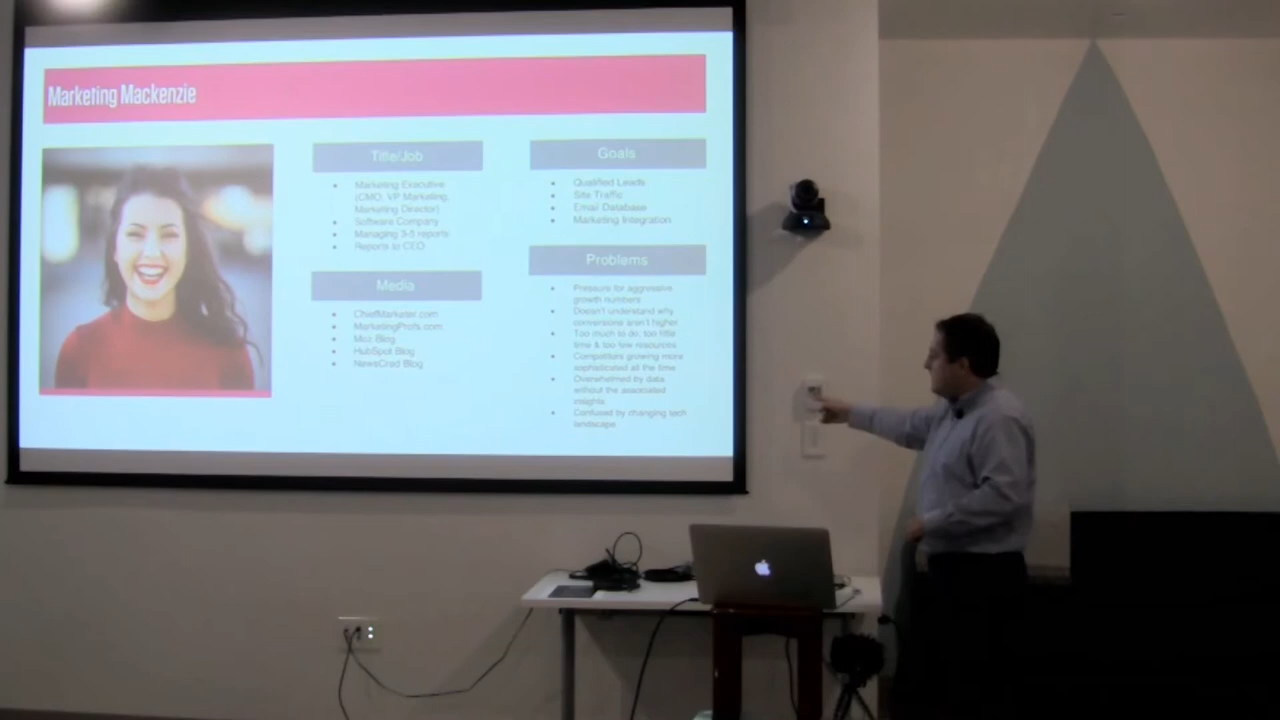 Marketing Mackenzie
Title/Job
Marketing Executive
(CMO, VP Marketing,
Marketing Director)
Software Company
Managing 3-5 reports
Reports to CEO
Media
ChiefMarketer.com
MarketingProfs.com
Moz Blog
HubSpot Blog
NewsCred Blog
Goals
Qualified Leads
Site Traffic
Email Database
Marketing Integration
Problems
Pressure for aggressive
growth numbers
Doesn't understand why
conversions aren't higher
Too much to do, too little
time & too few resources
Competitors growing more
sophisticated all the time
Overwhelmed by data
without the associated
insights
Confused by changing tech
landscape